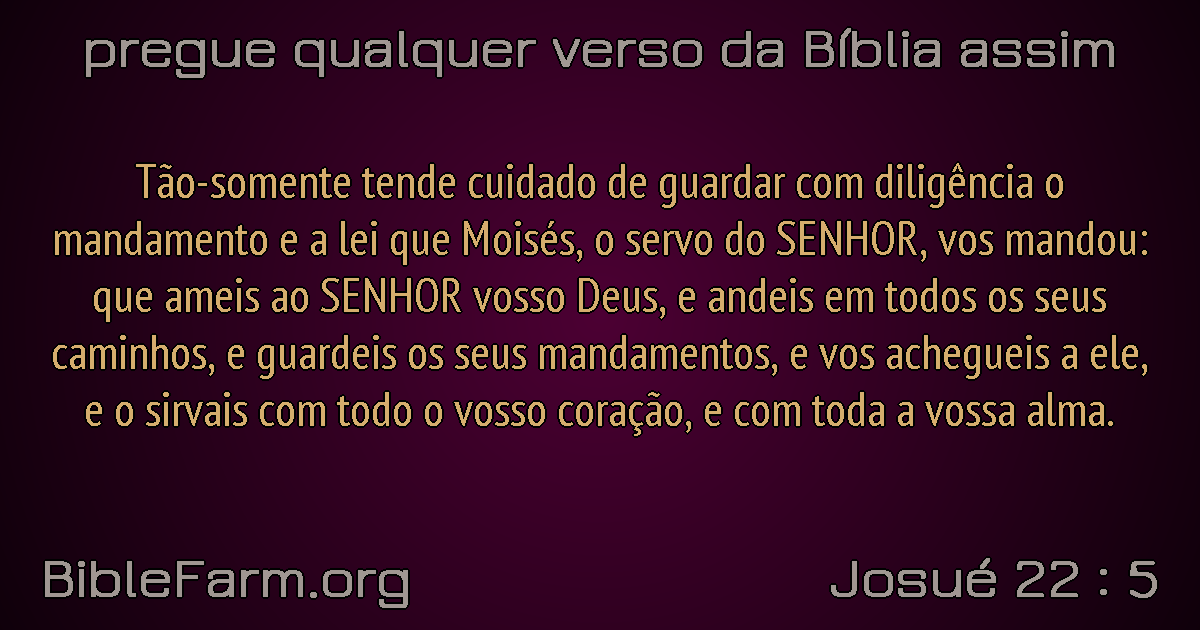 pregue qualquer verso da Bíblia assim
Tão-somente tende cuidado de guardar com diligência o
mandamento e a lei que Moisés, o servo do SENHOR, vos mandou:
que ameis ao SENHOR vosso Deus, e andeis em todos os seus
caminhos, e guardeis os seus mandamentos, e vos achegueis a ele,
e o sirvais com todo o vosso coração, e com toda a vossa alma.
BibleFarm.org
Josué 22 : 5